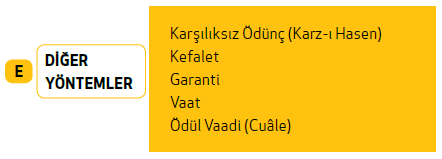 E
DİĞER
YÖNTEMLER
Karşılıksız Ödünç (Karz-ı Hasen)
Kefalet
Garanti
Vaat
Ödül Vaadi (Cuâle)